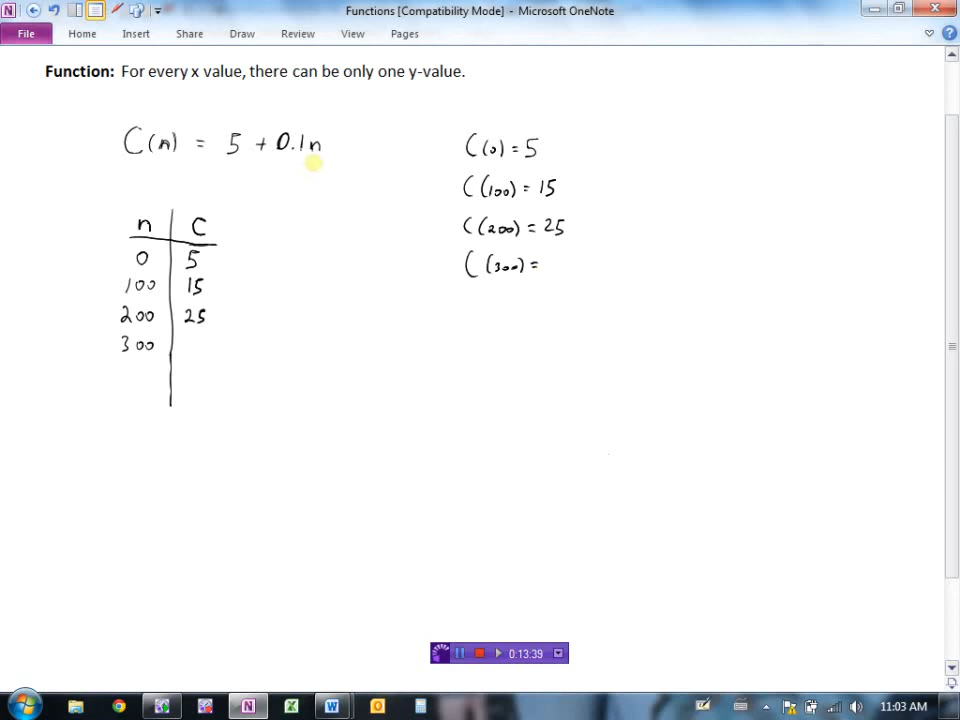 Functions [Compatibility Mode] - Microsoft OneNote
File Home Insert Share Draw Review View Pages
Function: For every x value, there can be only one y-value.
C(n) = 5 + 0.1n
n C
0 5
100 15
200 25
300
C(0) = 5
C(100) = 15
C(200) = 25
C(300) =
0:13:39
11:03 AM